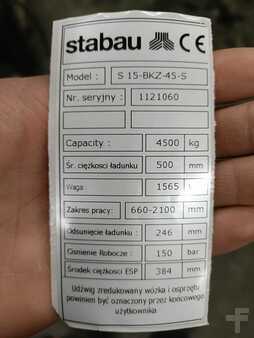 stabau CE
Model : S 15-BKZ-45-S
Nr. seryjny : 1121060
Capacity : 4500 kg
Śr. ciężkosci ładunku 500 mm
Waga : 1565
Zakres pracy: 660-2100 mm
Odsunięcie ładunku : 246 mm
Cisnienie Robocze : 150 bar
Środek ciężkości ESP 384 mm
Udźwig zredukowany wózka i osprzętu
powinien być oznaczony przez końcowego
użytkownika